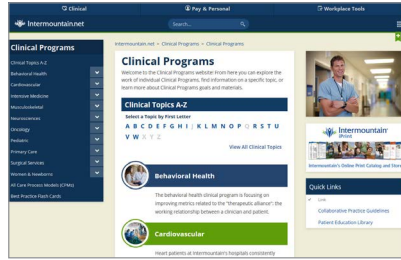 Clinical
Pay & Personal
Workplace Tools
Intermountain.net
Search...
Clinical Programs
Clinical Topics A-Z
Behavioral Health
Cardiovascular
Intensive Medicine
Musculoskeletal
Neurosciences
Oncology
Pediatric
Primary Care
Surgical Services
Women & Newborns
All Care Process Models (CPMs)
Best Practice Flash Cards
Intermountain.net • Clinical Programs • Clinical Programs
Clinical Programs
Welcome to the Clinical Programs website! From here you can explore the
work of individual Clinical Programs, find information on a specific topic, or
learn more about Clinical Programs goals and materials.
Clinical Topics A-Z
Select a Topic by First Letter
A B C D E F G H I J K L M N O P Q R S T U
V W X Y Z
View All Clinical Topics
Behavioral Health
The behavioral health clinical program is focusing on
improving metrics related to the "therapeutic alliance": the
working relationship between a clinician and patient.
Cardiovascular
Heart patients at Intermountain's hospitals consistently
Intermountain
iPrint
Intermountain's Online Print Catalog and Store
Quick Links
Links
Collaborative Practice Guidelines
Patient Education Library